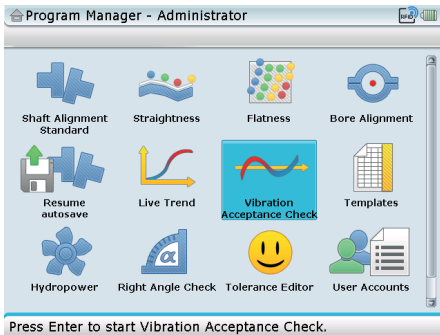 Program Manager - Administrator
RFID
Shaft Alignment
Standard
Straightness
Flatness
Bore Alignment
Resume
autosave
Live Trend
Vibration
Acceptance Check
Templates
α
Hydropower
Right Angle Check
Tolerance Editor
User Accounts
Press Enter to start Vibration Acceptance Check.